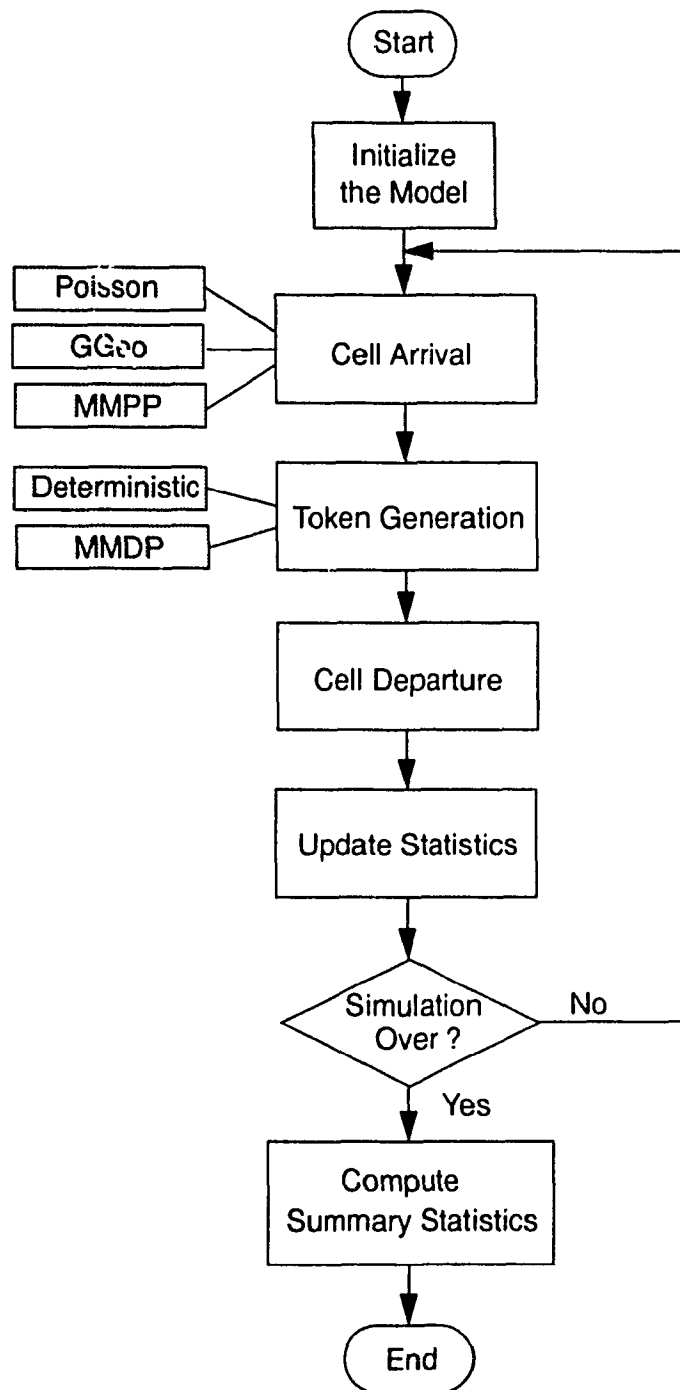 Start
Initialize
the Model
Poisson
GGeo
MMPP
Cell Arrival
Deterministic
MMDP
Token Generation
Cell Departure
Update Statistics
Simulation
Over ?
No
Yes
Compute
Summary Statistics
End